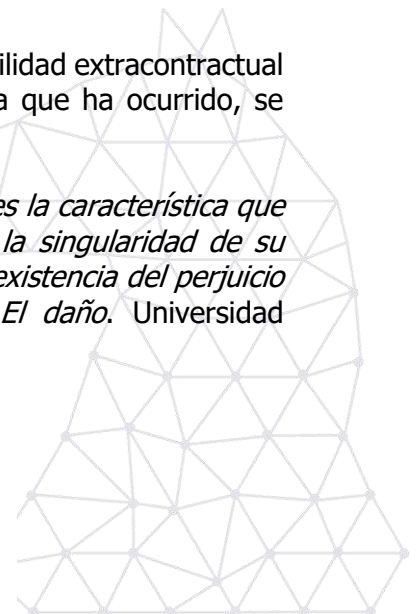 ilidad extracontractual
a que ha ocurrido, se
es la característica que
la singularidad de su
existencia del perjuicio
El daño. Universidad